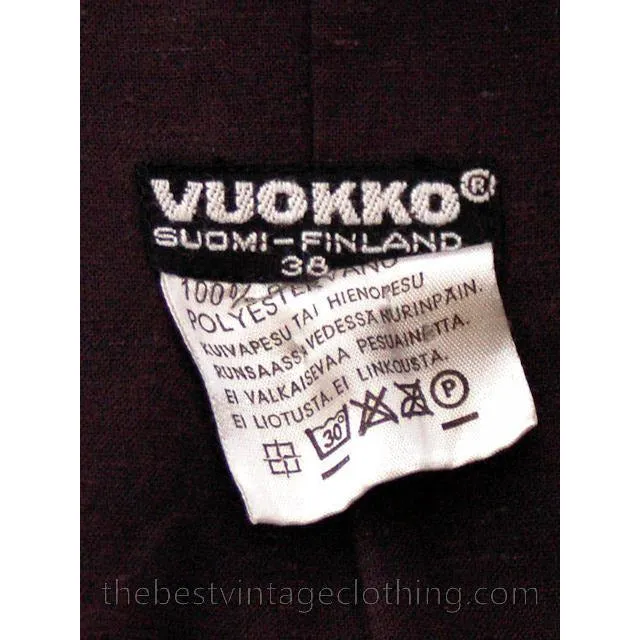 VUOKKO®
SUOMI-FINLAND
38
100%
POLYESTERVANU
KUIVAPESU TAI HIENOPESU
RUNSAASSA VEDESSÄ NURINPÄIN.
EI VALKAISEVAA PESUAINETTA.
EI LIOTUSTA. EI LINKOUSTA.
30°
P
thebestvintageclothing.com